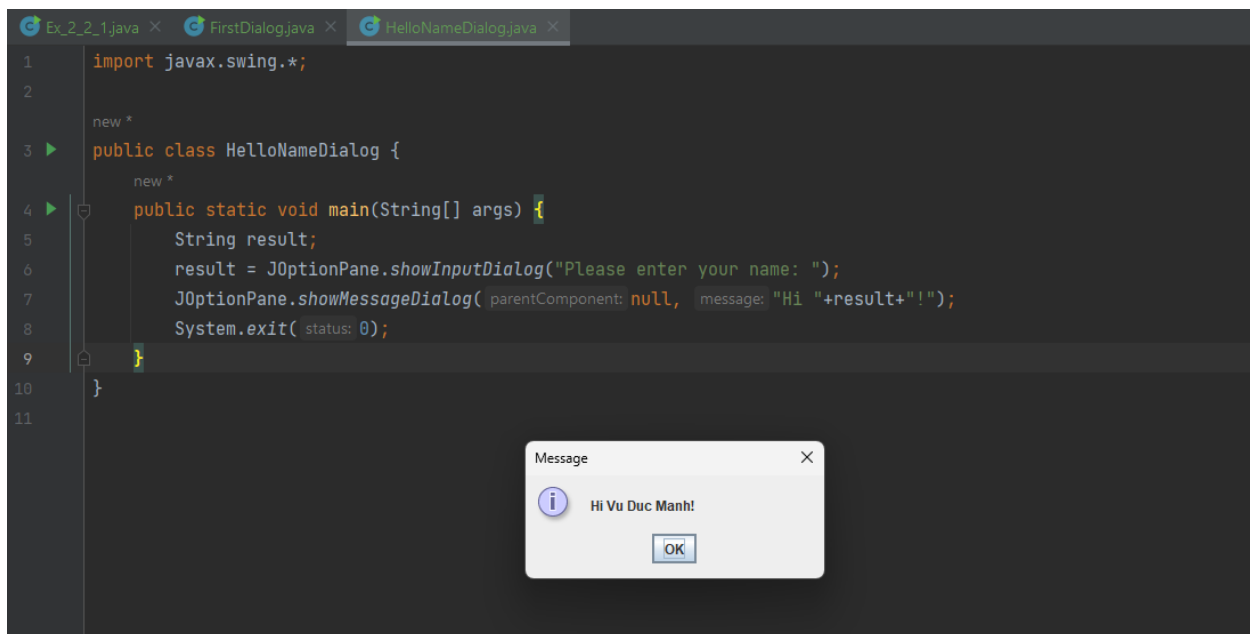 Ex_2_2_1.java FirstDialog.java HelloNameDialog.java
1 import javax.swing.*;
2
new *
3 public class HelloNameDialog {
new *
4 public static void main(String[] args) {
5 String result;
6 result = JOptionPane.showInputDialog("Please enter your name: ");
7 JOptionPane.showMessageDialog( parentComponent: null, message: "Hi "+result+"!");
8 System.exit( status: 0);
9 }
10 }
11
Message
Hi Vu Duc Manh!
OK